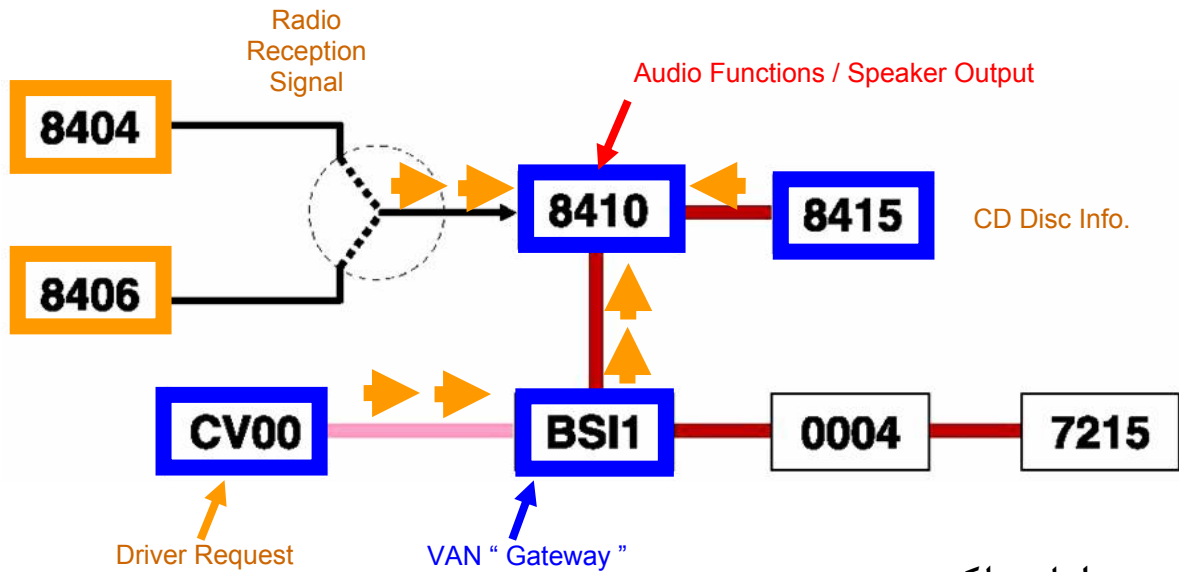 Radio
Reception
Signal
Audio Functions / Speaker Output
8404
8410
8415
CD Disc Info.
8406
CV00
BSI1
0004
7215
Driver Request
VAN “ Gateway ”